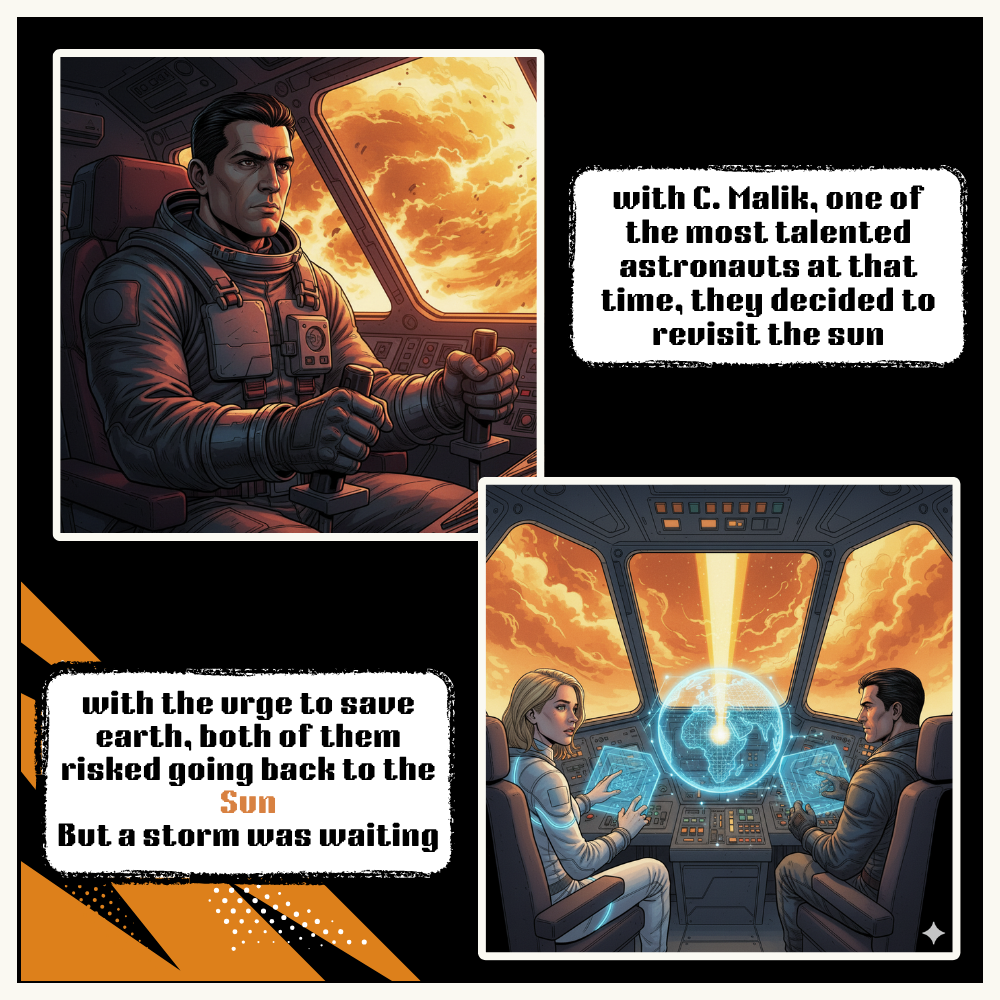 with C. Malik, one of
the most talented
astronauts at that
time, they decided to
revisit the sun
with the urge to save
earth, both of them
risked going back to the
Sun
But a storm was waiting